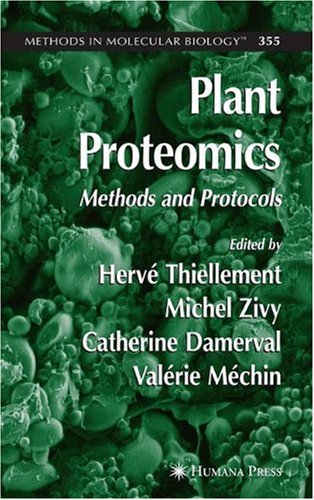 METHODS IN MOLECULAR BIOLOGY™ 355
Plant
Proteomics
Methods and Protocols
Edited by
Hervé Thiellement
Michel Zivy
Catherine Damerval
Valérie Méchin
HUMANA PRESS